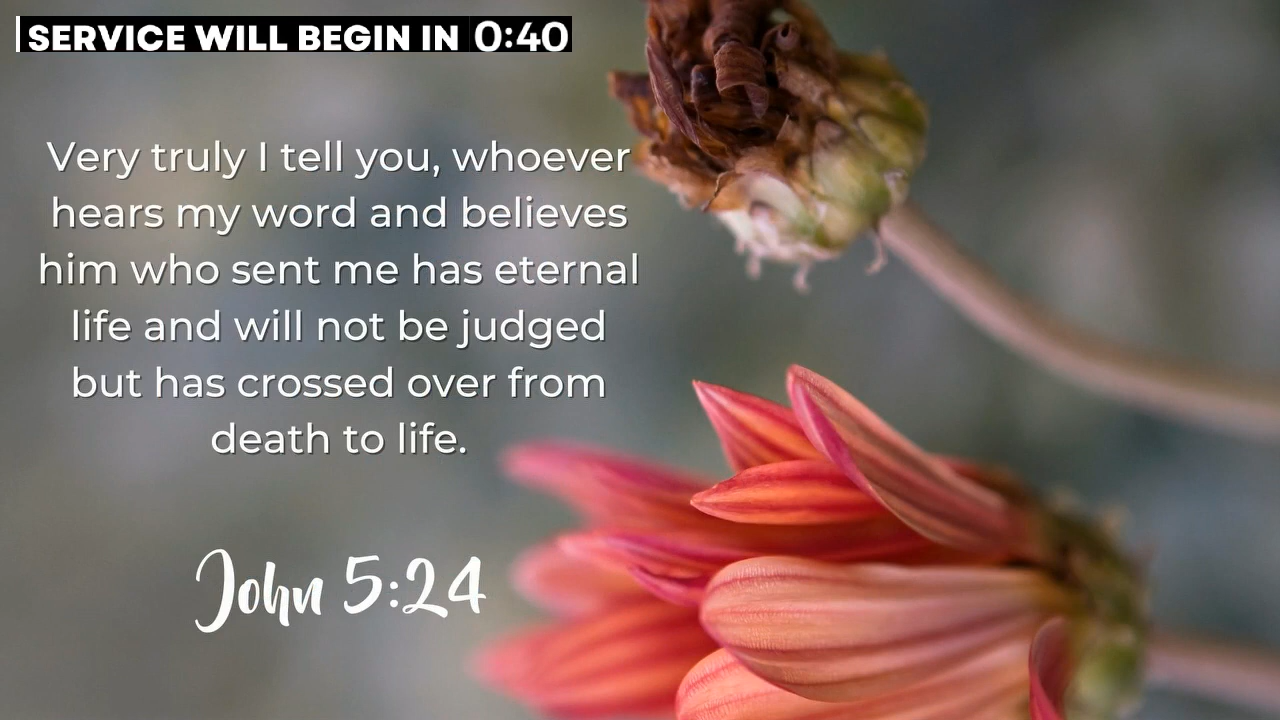 SERVICE WILL BEGIN IN 0:40
Very truly I tell you, whoever
hears my word and believes
him who sent me has eternal
life and will not be judged
but has crossed over from
death to life.
John 5:24